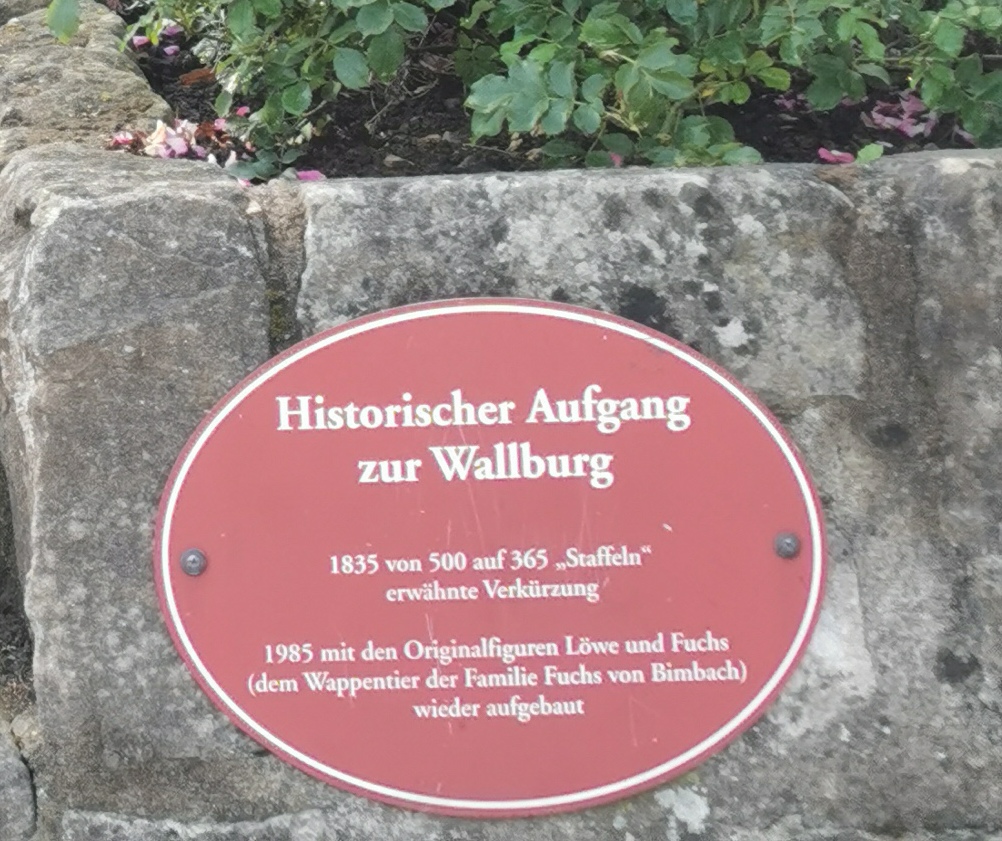 Historischer Aufgang
zur Wallburg
1835 von 500 auf 365 „Staffeln“
erwähnte Verkürzung
1985 mit den Originalfiguren Löwe und Fuchs
(dem Wappentier der Familie Fuchs von Bimbach)
wieder aufgebaut